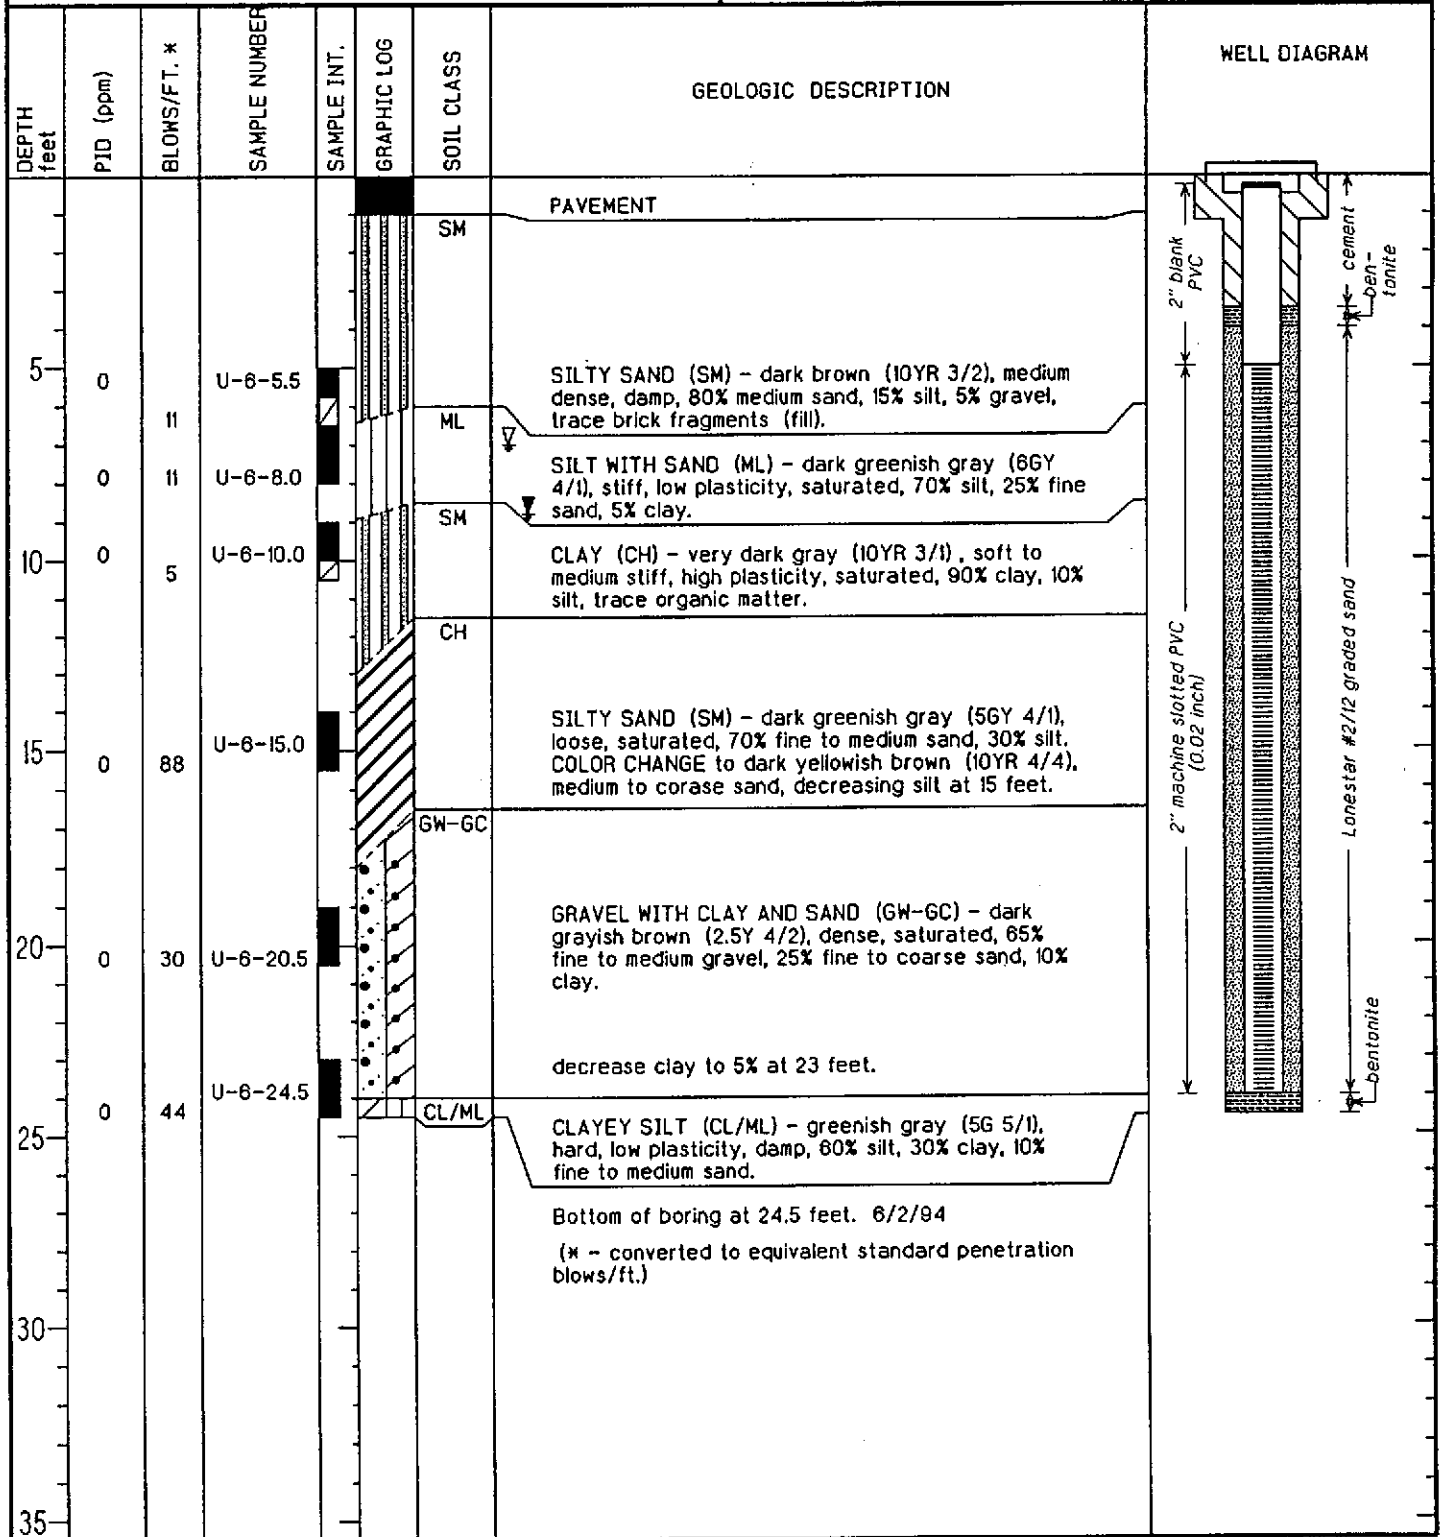 DEPTH
feet
PID (ppm)
BLOWS/FT. *
SAMPLE NUMBER
SAMPLE INT.
GRAPHIC LOG
SOIL CLASS
GEOLOGIC DESCRIPTION
WELL DIAGRAM
PAVEMENT
SM
2" blank
PVC
cement
ben-
tonite
5
0
U-6-5.5
11
SILTY SAND (SM) – dark brown (10YR 3/2), medium
dense, damp, 80% medium sand, 15% silt, 5% gravel,
trace brick fragments (fill).
ML
0
11
U-6-8.0
SILT WITH SAND (ML) – dark greenish gray (6GY
4/1), stiff, low plasticity, saturated, 70% silt, 25% fine
sand, 5% clay.
SM
10
0
5
U-6-10.0
CLAY (CH) – very dark gray (10YR 3/1) , soft to
medium stiff, high plasticity, saturated, 90% clay, 10%
silt, trace organic matter.
CH
2" machine slotted PVC
(0.02 inch)
Lonestar #2/12 graded sand
15
0
88
U-6-15.0
SILTY SAND (SM) – dark greenish gray (5GY 4/1),
loose, saturated, 70% fine to medium sand, 30% silt.
COLOR CHANGE to dark yellowish brown (10YR 4/4),
medium to corase sand, decreasing silt at 15 feet.
GW-GC
20
0
30
U-6-20.5
GRAVEL WITH CLAY AND SAND (GW-GC) – dark
grayish brown (2.5Y 4/2), dense, saturated, 65%
fine to medium gravel, 25% fine to coarse sand, 10%
clay.
decrease clay to 5% at 23 feet.
bentonite
0
44
U-6-24.5
CL/ML
25
CLAYEY SILT (CL/ML) – greenish gray (5G 5/1),
hard, low plasticity, damp, 60% silt, 30% clay, 10%
fine to medium sand.
Bottom of boring at 24.5 feet. 6/2/94
(* – converted to equivalent standard penetration
blows/ft.)
30
35